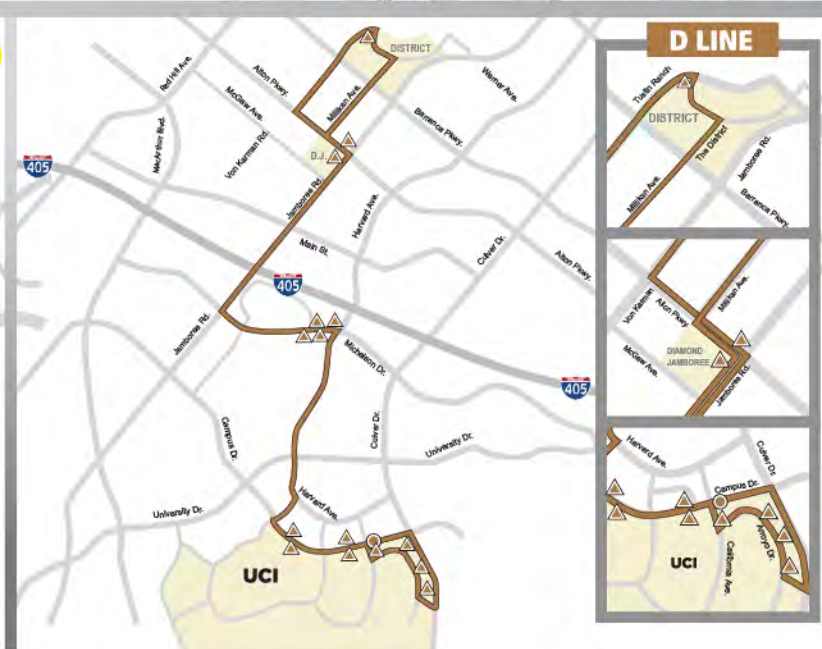 D LINE
DISTRICT
Red Hill Ave.
Alton Pkwy.
Warner Ave.
MacArthur Blvd.
McGaw Ave.
Millikan Ave.
Barranca Pkwy.
Von Karman Rd.
D.J.
405
Jamboree Rd.
Harvard Ave.
Main St.
Culver Dr.
Alton Pkwy.
405
Jamboree Rd.
Michelson Dr.
405
Campus Dr.
Culver Dr.
University Dr.
Harvard Ave.
University Dr.
UCI
Tustin Ranch
DISTRICT
The District
Jamboree Rd.
Millikan Ave.
Barranca Pkwy.
Von Karman
Alton Pkwy.
Millikan Ave.
McGaw Ave.
DIAMOND
JAMBOREE
Jamboree Rd.
Harvard Ave.
Culver Dr.
Campus Dr.
UCI
California Ave.
Arroyo Dr.